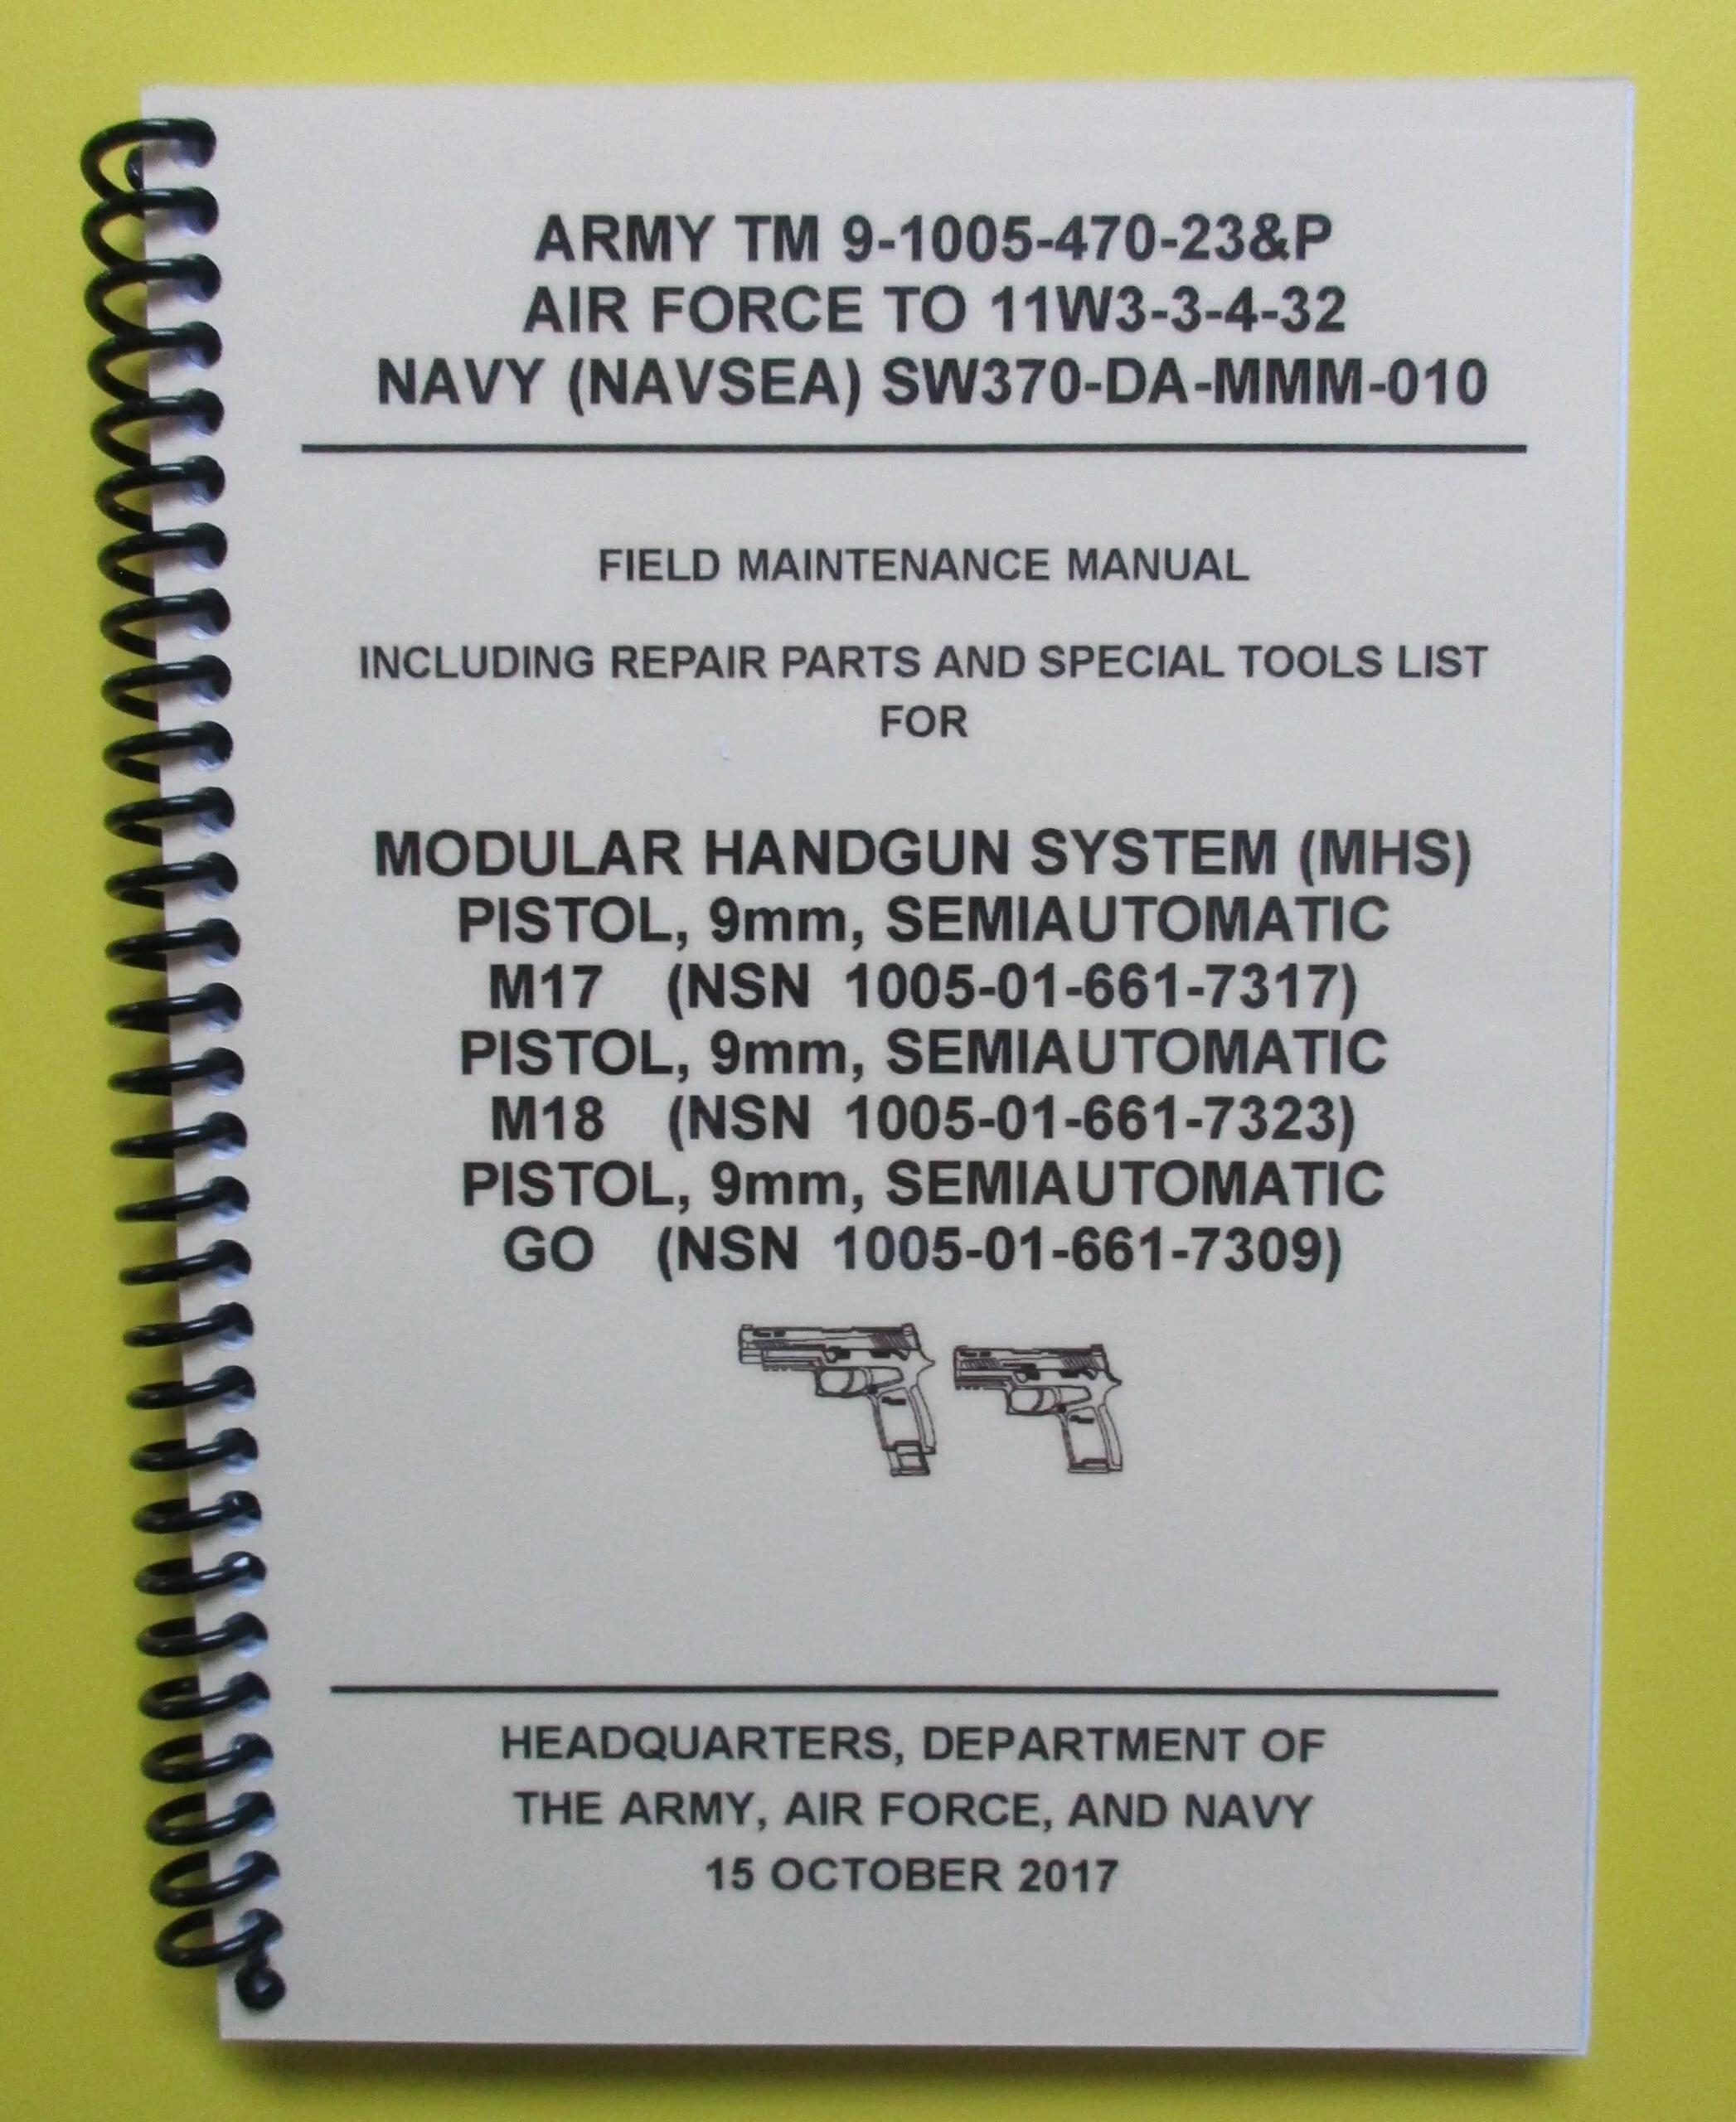 ARMY TM 9-1005-470-23&P
AIR FORCE TO 11W3-3-4-32
NAVY (NAVSEA) SW370-DA-MMM-010
FIELD MAINTENANCE MANUAL
INCLUDING REPAIR PARTS AND SPECIAL TOOLS LIST
FOR
MODULAR HANDGUN SYSTEM (MHS)
PISTOL, 9mm, SEMIAUTOMATIC
M17 (NSN 1005-01-661-7317)
PISTOL, 9mm, SEMIAUTOMATIC
M18 (NSN 1005-01-661-7323)
PISTOL, 9mm, SEMIAUTOMATIC
GO (NSN 1005-01-661-7309)
HEADQUARTERS, DEPARTMENT OF
THE ARMY, AIR FORCE, AND NAVY
15 OCTOBER 2017